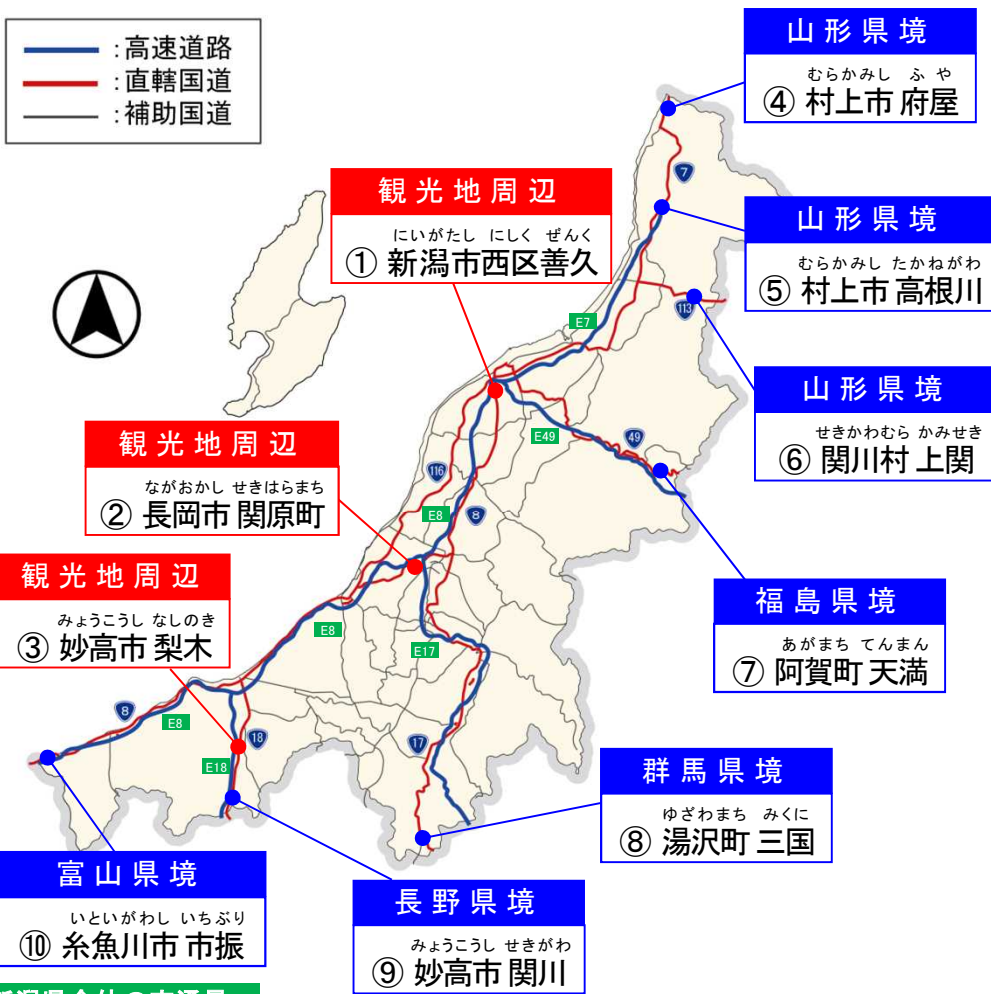 :高速道路
:直轄国道
:補助国道
山形県境
むらかみし ふや
④ 村上市 府屋
7
観光地周辺
にいがたし にしく ぜんく
① 新潟市西区善久
山形県境
むらかみし たかねがわ
⑤ 村上市 高根川
113
E7
山形県境
せきかわむら かみせき
⑥ 関川村 上関
観光地周辺
ながおかし せきはらまち
② 長岡市 関原町
E49
49
116
E8
8
観光地周辺
みょうこうし なしのき
③ 妙高市 梨木
福島県境
あがまち てんまん
⑦ 阿賀町 天満
E8
E17
8
E8
18
E18
17
群馬県境
ゆざわまち みくに
⑧ 湯沢町 三国
富山県境
いといがわし いちぶり
⑩ 糸魚川市 市振
長野県境
みょうこうし せきがわ
⑨ 妙高市 関川